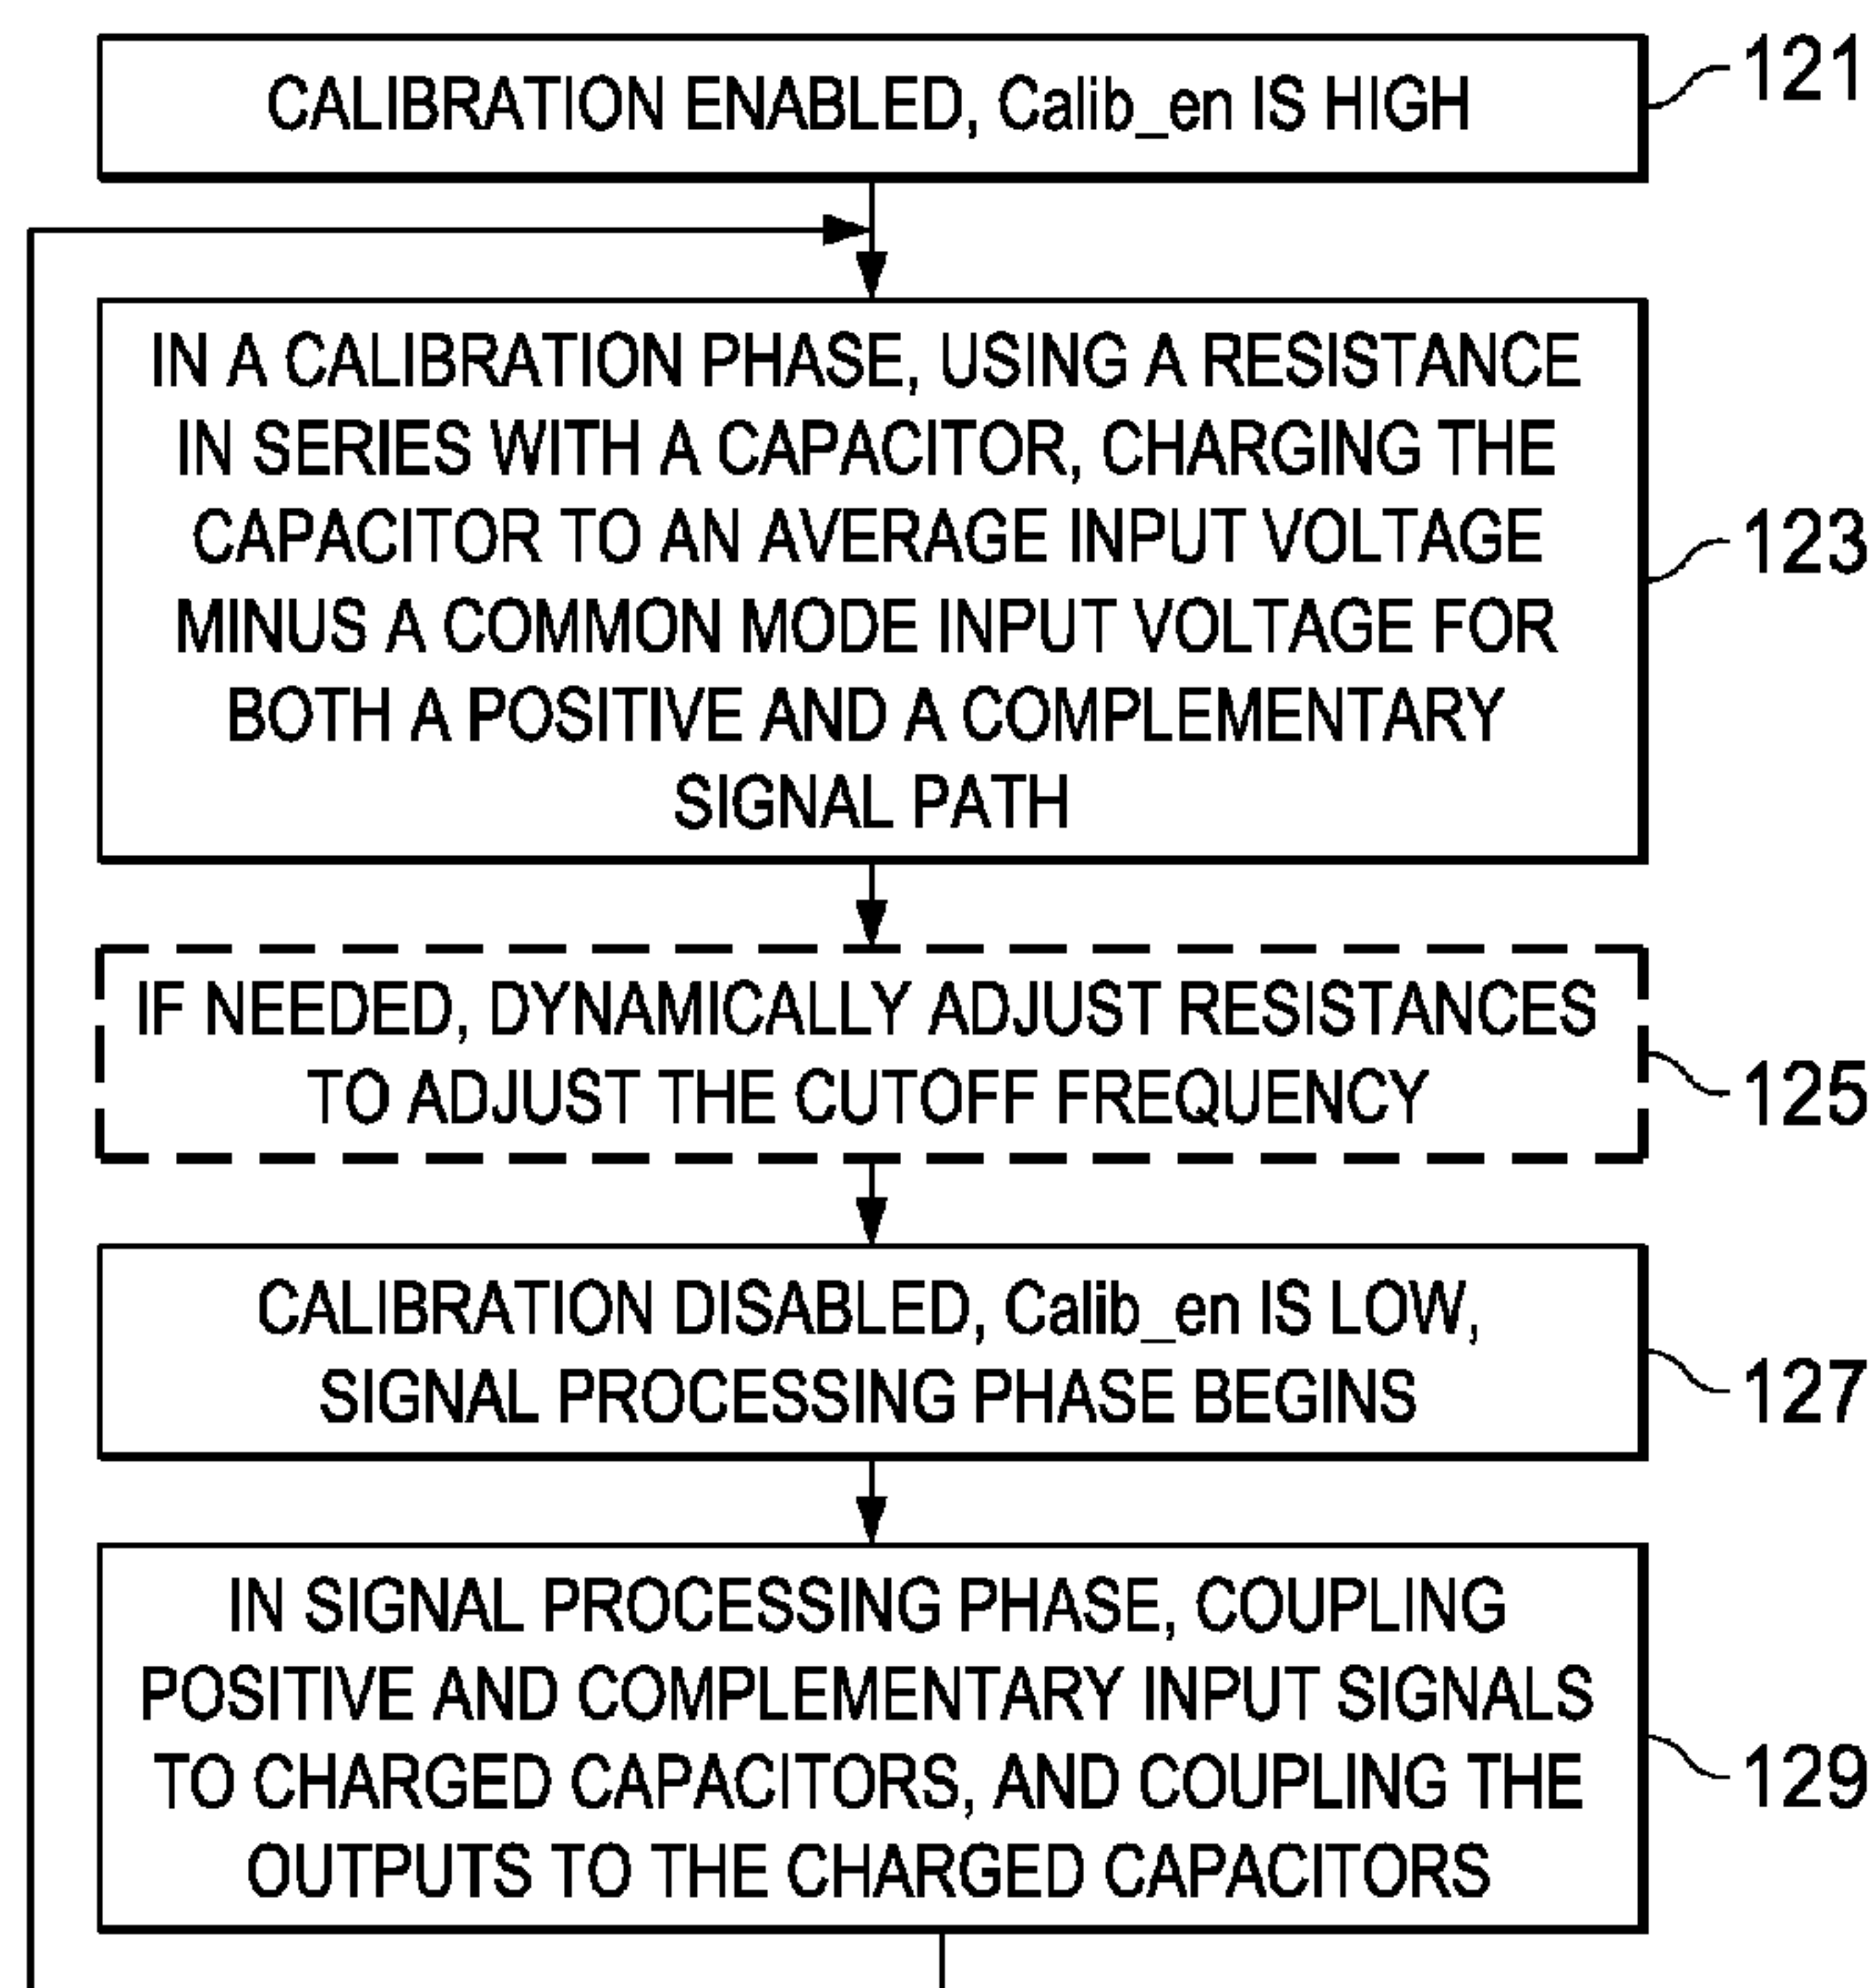 CALIBRATION ENABLED, Calib_en IS HIGH
121
IN A CALIBRATION PHASE, USING A RESISTANCE
IN SERIES WITH A CAPACITOR, CHARGING THE
CAPACITOR TO AN AVERAGE INPUT VOLTAGE
MINUS A COMMON MODE INPUT VOLTAGE FOR
BOTH A POSITIVE AND A COMPLEMENTARY
SIGNAL PATH
123
IF NEEDED, DYNAMICALLY ADJUST RESISTANCES
TO ADJUST THE CUTOFF FREQUENCY
125
CALIBRATION DISABLED, Calib_en IS LOW,
SIGNAL PROCESSING PHASE BEGINS
127
IN SIGNAL PROCESSING PHASE, COUPLING
POSITIVE AND COMPLEMENTARY INPUT SIGNALS
TO CHARGED CAPACITORS, AND COUPLING THE
OUTPUTS TO THE CHARGED CAPACITORS
129